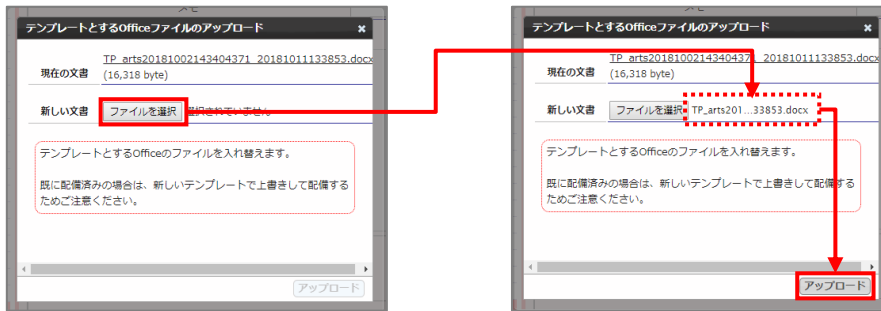 テンプレートとするOfficeファイルのアップロード ×
現在の文書 TP_arts20181002143404371_20181011133853.docx
(16,318 byte)
新しい文書 ファイルを選択 選択されていません
テンプレートとするOfficeのファイルを入れ替えます。
既に配備済みの場合は、新しいテンプレートで上書きして配備する
ためご注意ください。
アップロード
テンプレートとするOfficeファイルのアップロード ×
現在の文書 TP_arts20181002143404371_20181011133853.docx
(16,318 byte)
新しい文書 ファイルを選択 TP_arts201...33853.docx
テンプレートとするOfficeのファイルを入れ替えます。
既に配備済みの場合は、新しいテンプレートで上書きして配備する
ためご注意ください。
アップロード